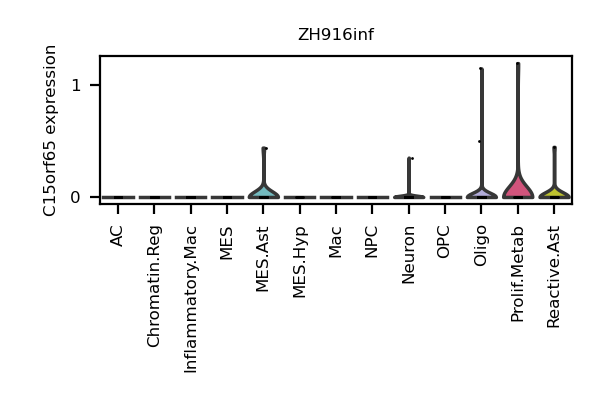 ZH916inf
C15orf65 expression
1
0
AC
Chromatin.Reg
Inflammatory.Mac
MES
MES.Ast
MES.Hyp
Mac
NPC
Neuron
OPC
Oligo
Prolif.Metab
Reactive.Ast